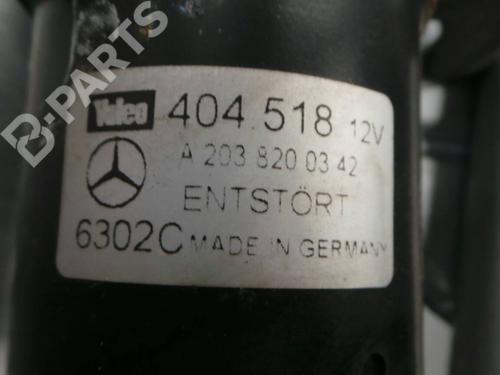 B-PARTS
Valeo 404.518 12V
A 203 820 03 42
ENTSTÖRT
6302C MADE IN GERMANY